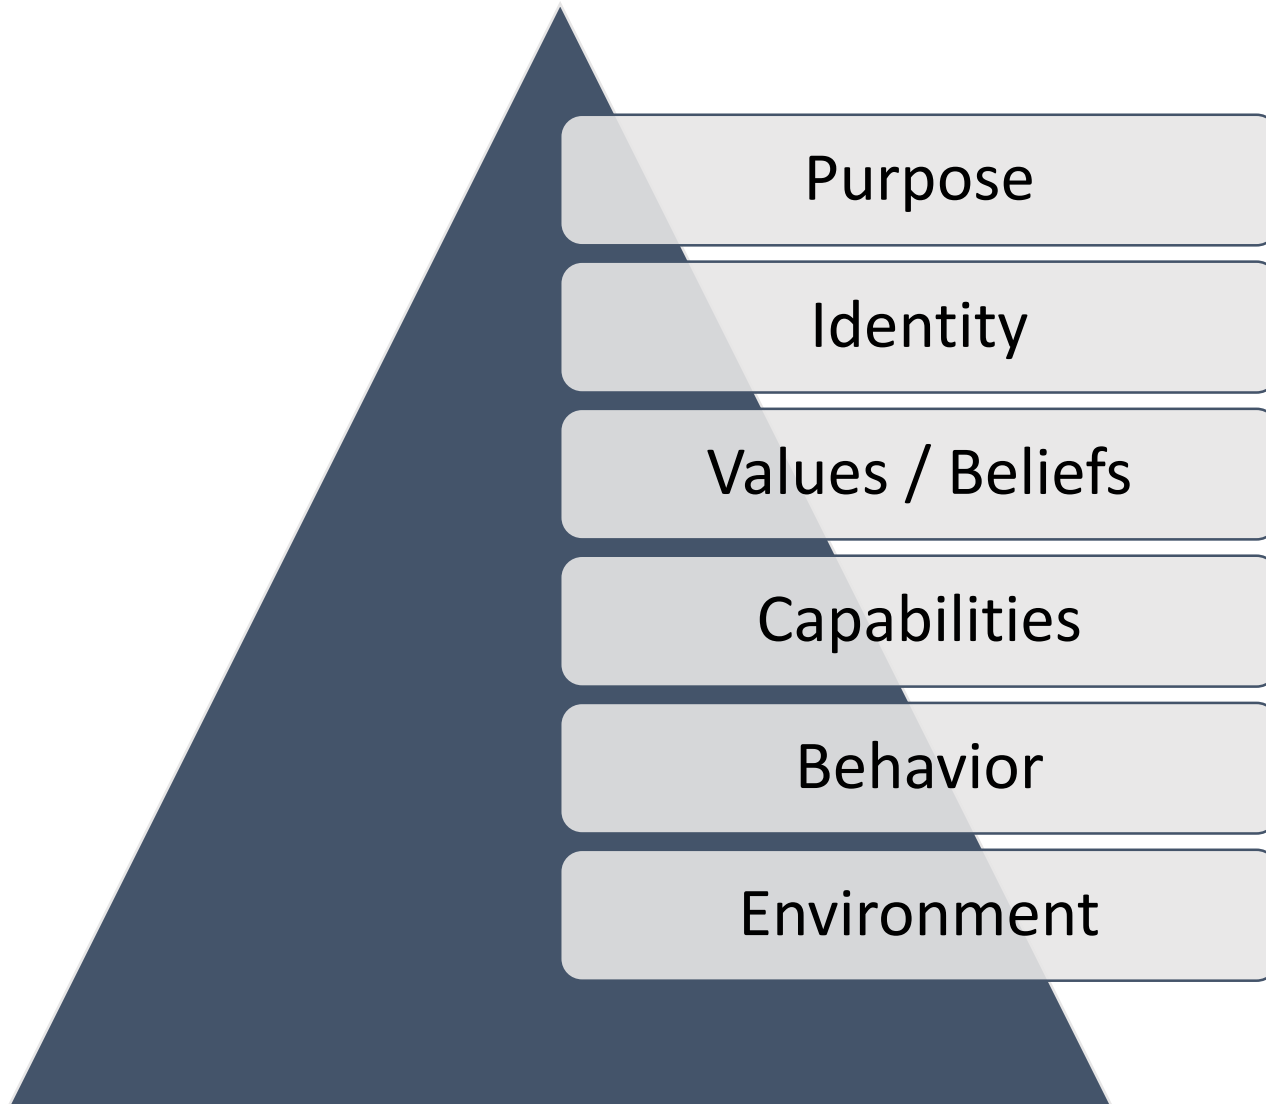 Purpose
Identity
Values / Beliefs
Capabilities
Behavior
Environment